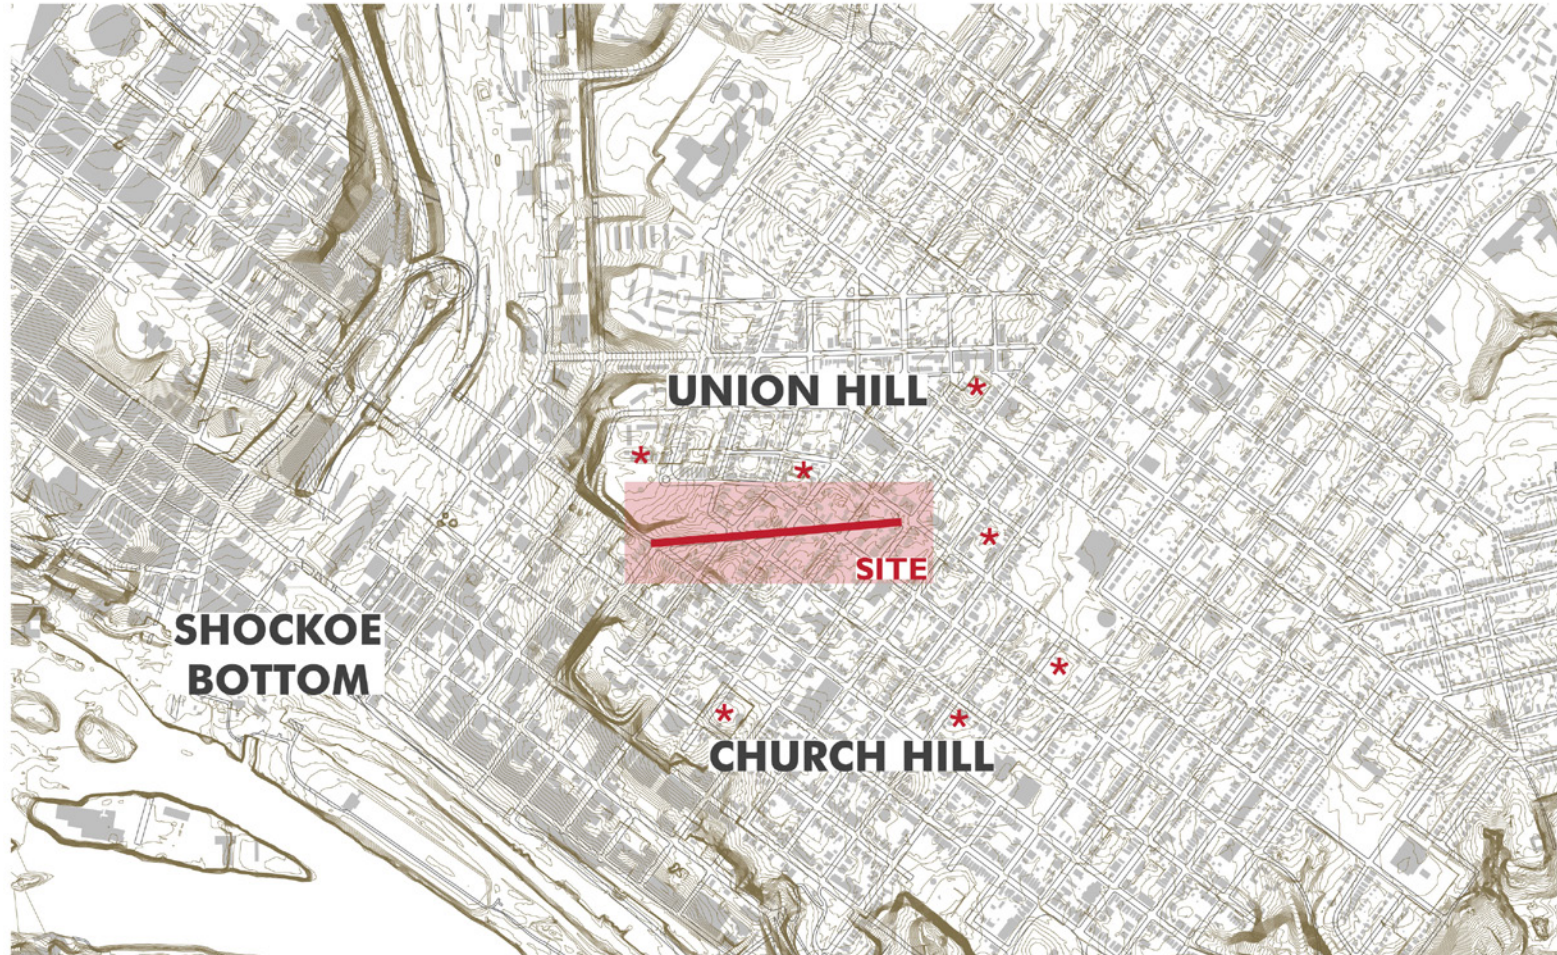 UNION HILL
SITE
SHOCKOE
BOTTOM
CHURCH HILL